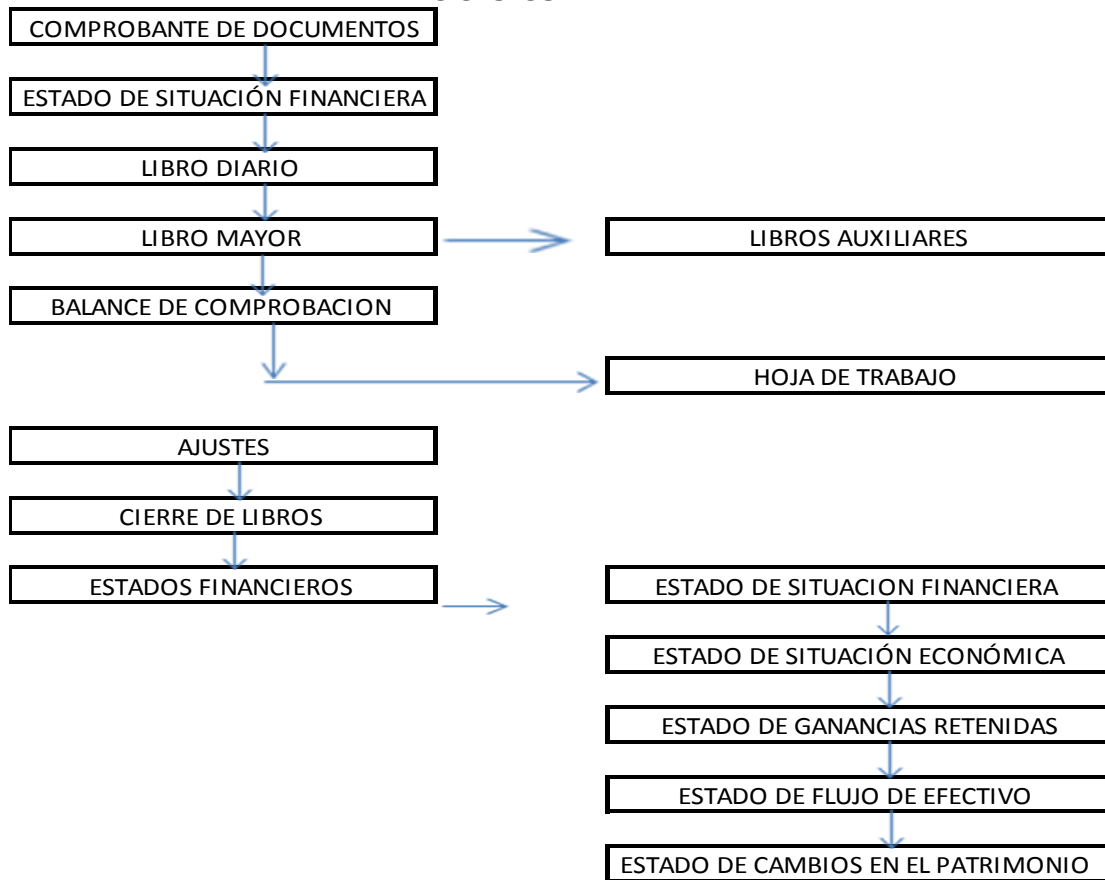 COMPROBANTE DE DOCUMENTOS
ESTADO DE SITUACIÓN FINANCIERA
LIBRO DIARIO
LIBRO MAYOR
LIBROS AUXILIARES
BALANCE DE COMPROBACION
HOJA DE TRABAJO
AJUSTES
CIERRE DE LIBROS
ESTADOS FINANCIEROS
ESTADO DE SITUACION FINANCIERA
ESTADO DE SITUACIÓN ECONÓMICA
ESTADO DE GANANCIAS RETENIDAS
ESTADO DE FLUJO DE EFECTIVO
ESTADO DE CAMBIOS EN EL PATRIMONIO